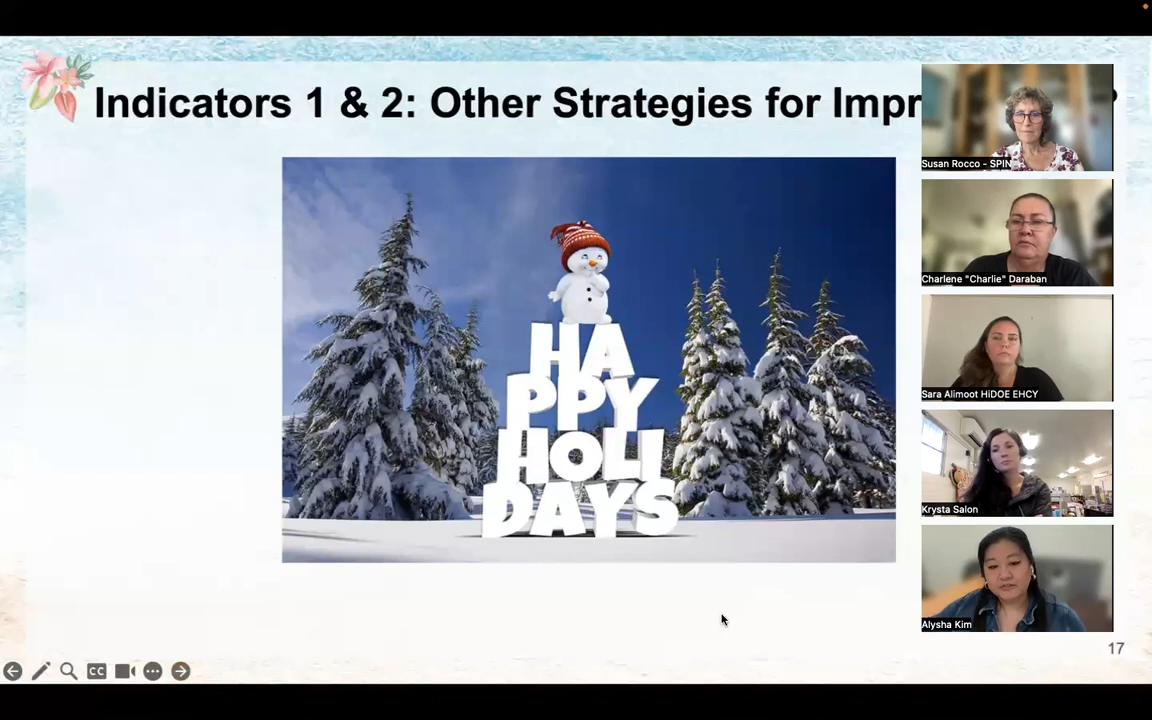 Indicators 1 & 2: Other Strategies for Impr
?
HA
PPY
HOLI
DAYS
Susan Rocco - SPIN
Charlene "Charlie" Daraban
Sara Alimoot HiDOE EHCY
Krysta Salon
Alysha Kim
CC
17